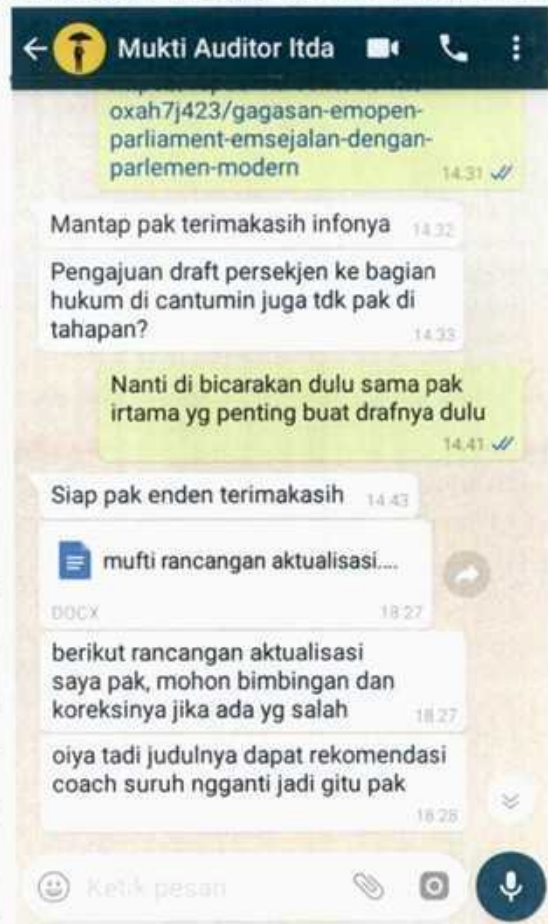 Mukti Auditor Itda
oxah7j423/gagasan-emopen-
parliament-emsejalan-dengan-
parlemen-modern
14.31
Mantap pak terimakasih infonya
14.32
Pengajuan draft persekjen ke bagian
hukum di cantumin juga tdk pak di
tahapan?
14.33
Nanti di bicarakan dulu sama pak
irtama yg penting buat drafnya dulu
14.41
Siap pak enden terimakasih
14.43
mufti rancangan aktualisasi....
DOCX
18.27
berikut rancangan aktualisasi
saya pak, mohon bimbingan dan
koreksinya jika ada yg salah
18.27
oiya tadi judulnya dapat rekomendasi
coach suruh ngganti jadi gitu pak
18.28
Ketik pesan